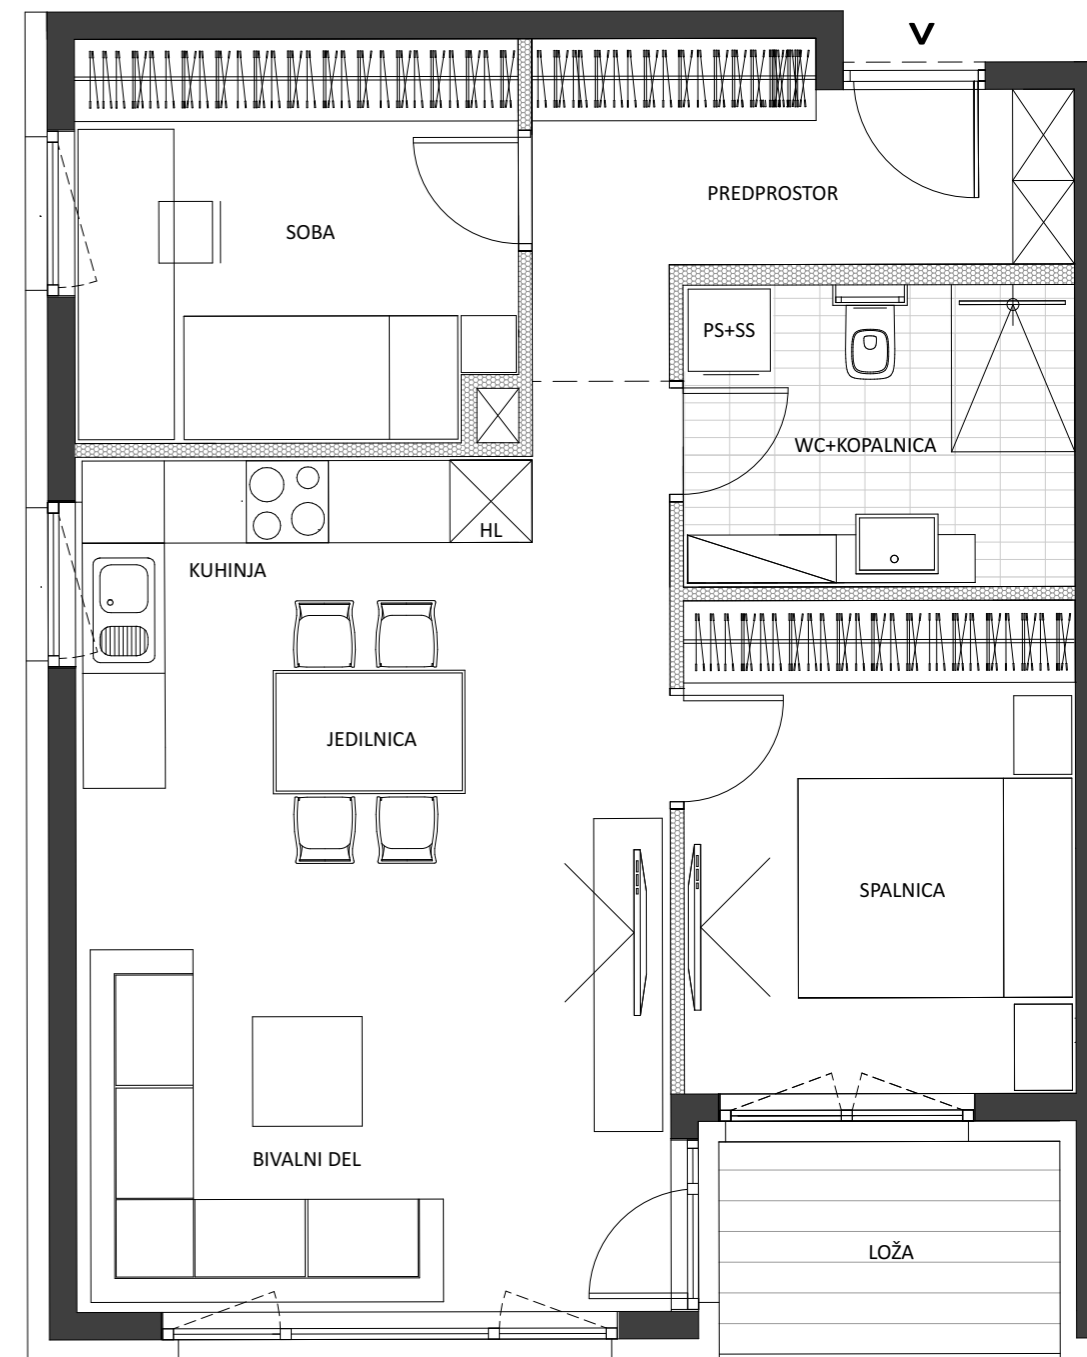 V
PREDPROSTOR
SOBA
PS+SS
WC+KOPALNICA
HL
KUHINJA
JEDILNICA
SPALNICA
BIVALNI DEL
LOŽA